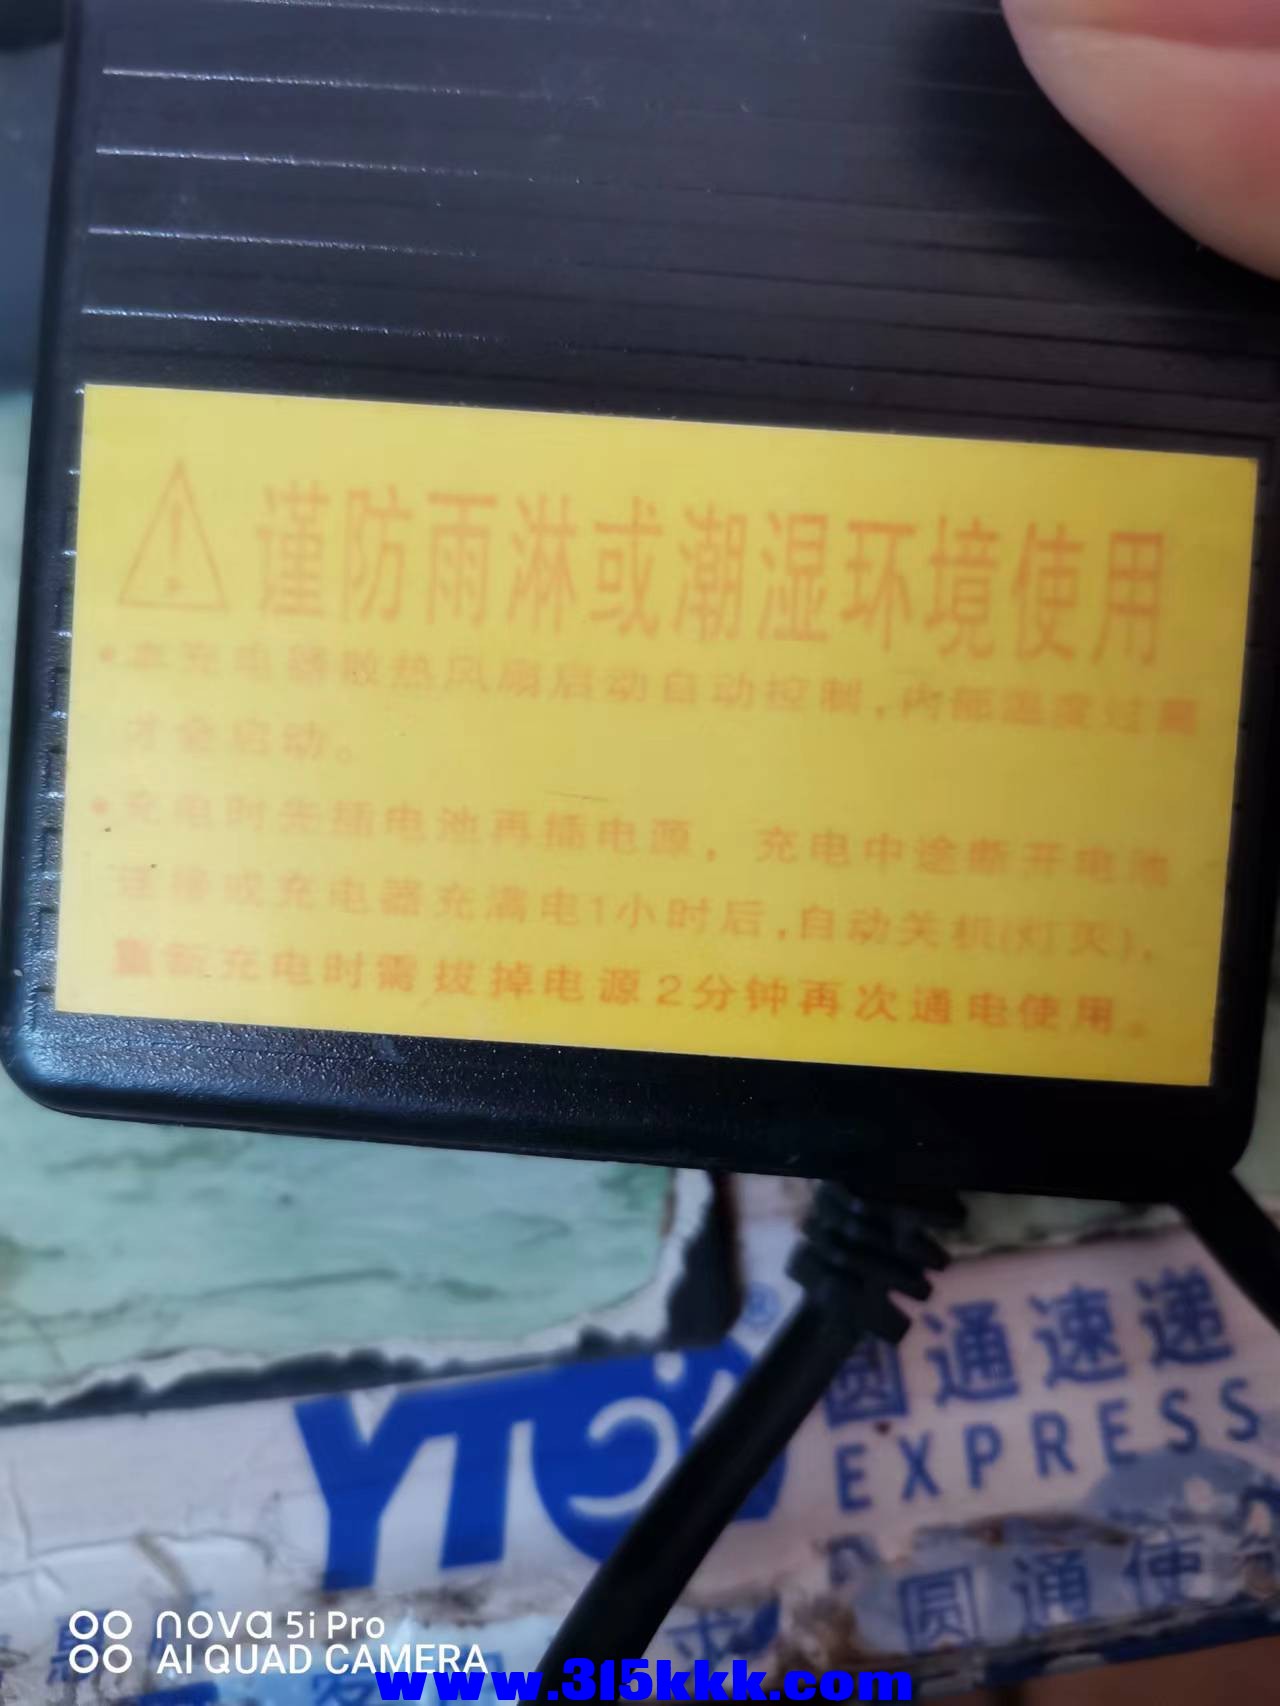 谨防雨淋或潮湿环境使用
•本充电器散热风扇启动自动控制,内部温度过高
才会启动。
•充电时先插电池再插电源，充电中途断开电池
连接或充电器充满电1小时后,自动关机(灯灭)，
重新充电时需拔掉电源2分钟再次通电使用。
YTO®
圆通速递
EXPRESS
圆通使
nova 5i Pro
AI QUAD CAMERA
www.315kkk.com